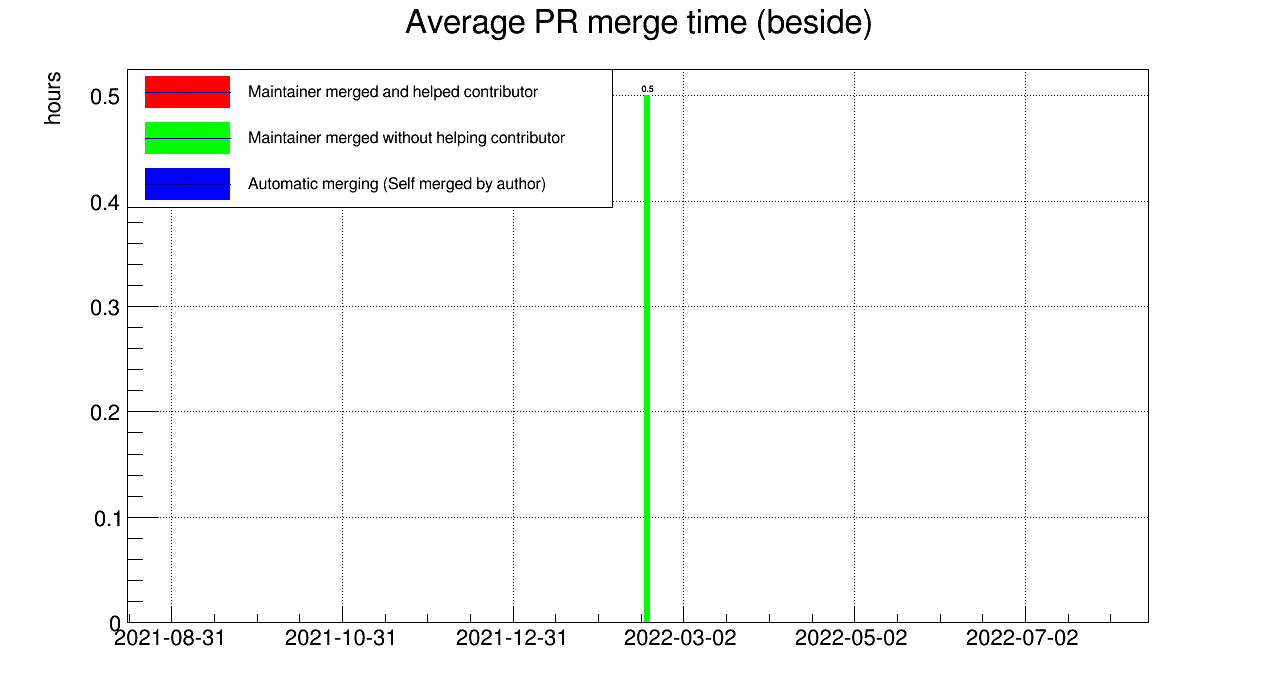 Average PR merge time (beside)
hours
Maintainer merged and helped contributor
Maintainer merged without helping contributor
Automatic merging (Self merged by author)
0.5
0.5
0.4
0.3
0.2
0.1
0
2021-08-31
2021-10-31
2021-12-31
2022-03-02
2022-05-02
2022-07-02